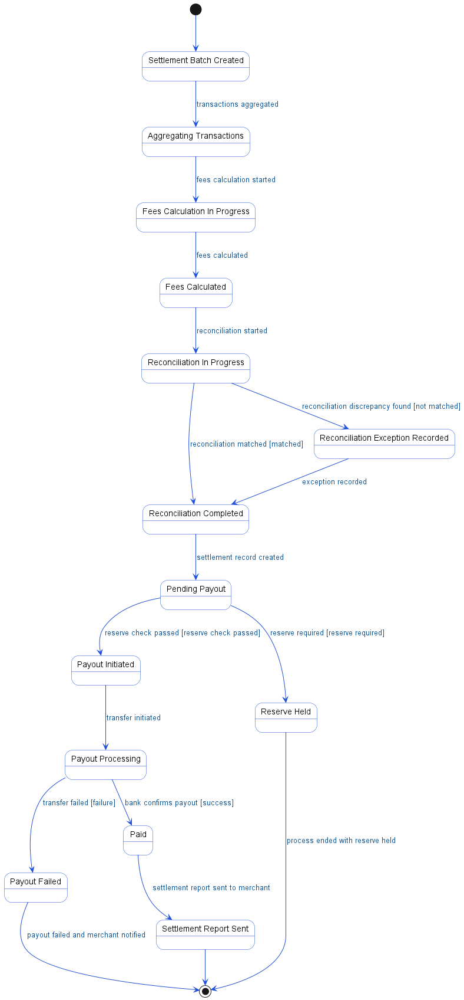 Settlement Batch Created
transactions aggregated
Aggregating Transactions
fees calculation started
Fees Calculation In Progress
fees calculated
Fees Calculated
reconciliation started
Reconciliation In Progress
reconciliation discrepancy found [not matched]
Reconciliation Exception Recorded
reconciliation matched [matched]
exception recorded
Reconciliation Completed
settlement record created
Pending Payout
reserve check passed [reserve check passed]
reserve required [reserve required]
Payout Initiated
Reserve Held
transfer initiated
Payout Processing
transfer failed [failure]
bank confirms payout [success]
Paid
process ended with reserve held
Payout Failed
settlement report sent to merchant
Settlement Report Sent
payout failed and merchant notified